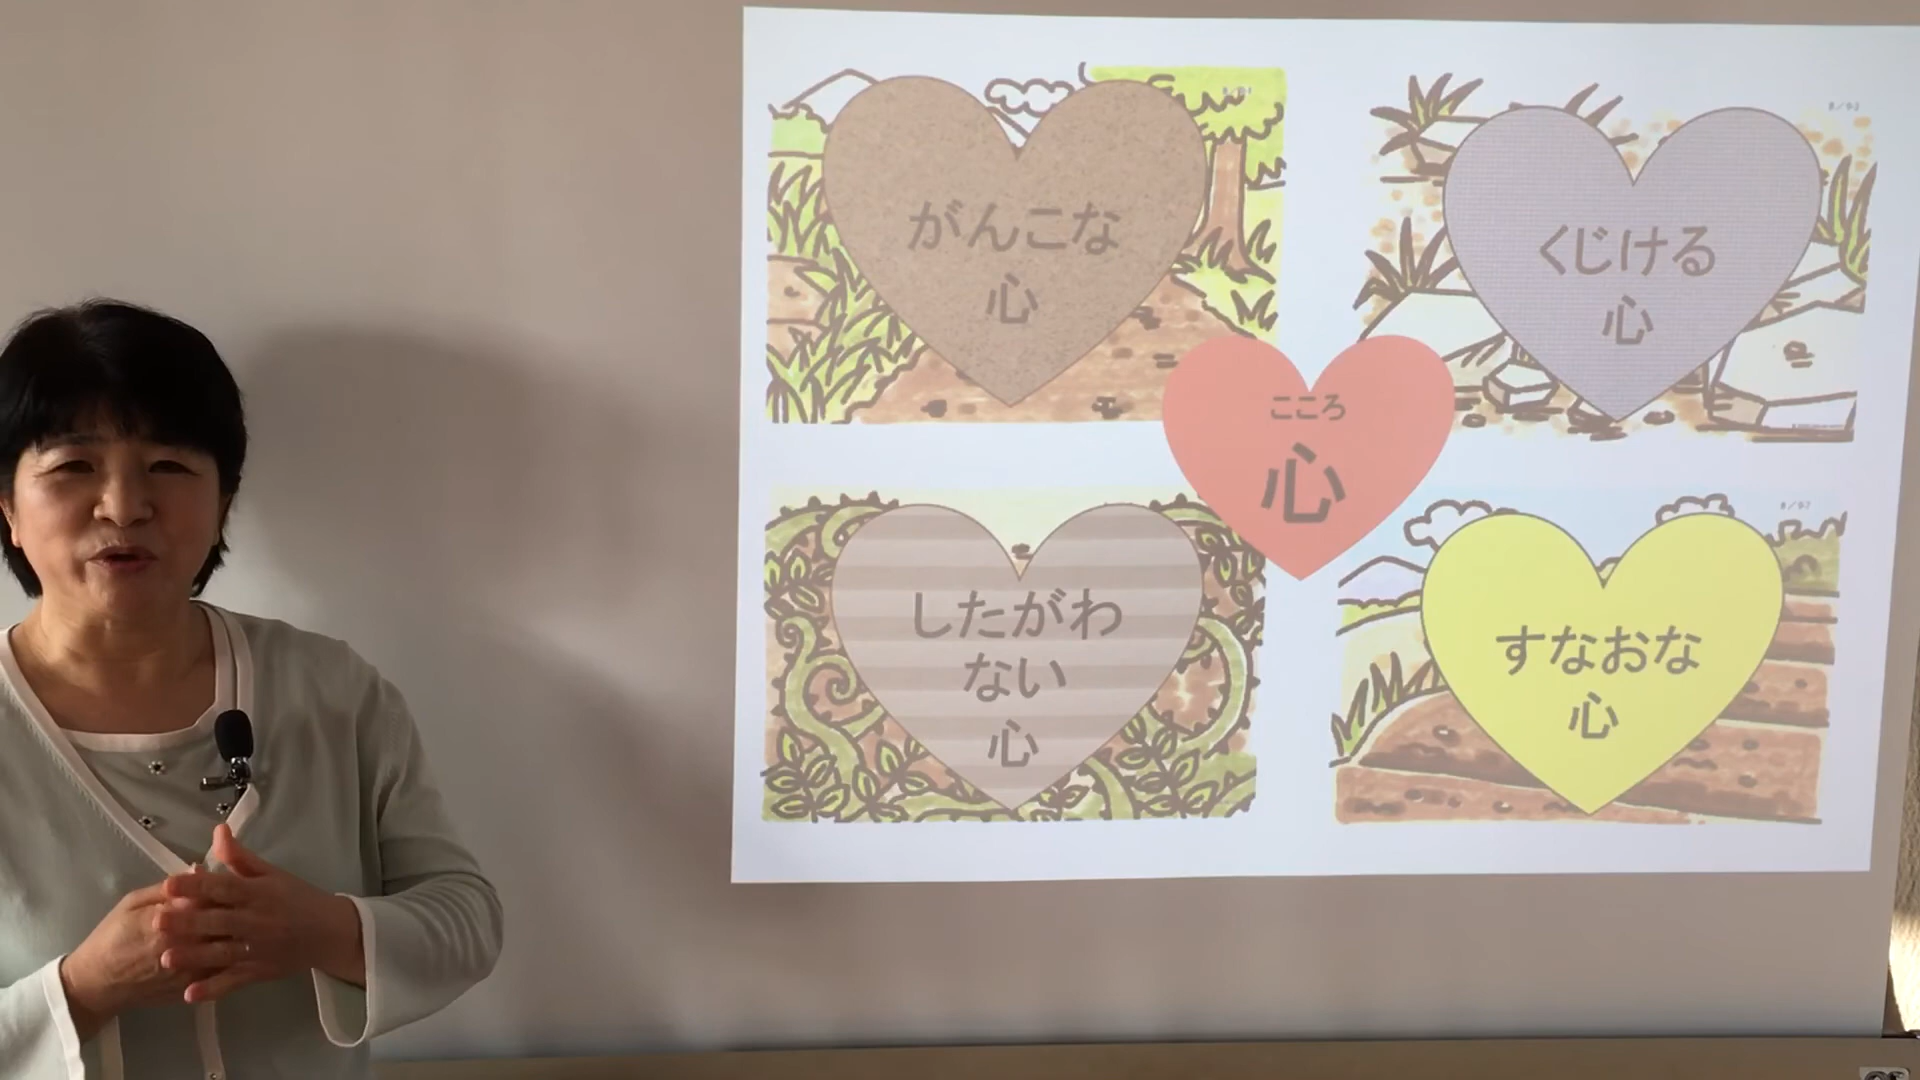 がんこな
心
くじける
心
こころ
心
したがわ
ない
心
すなおな
心